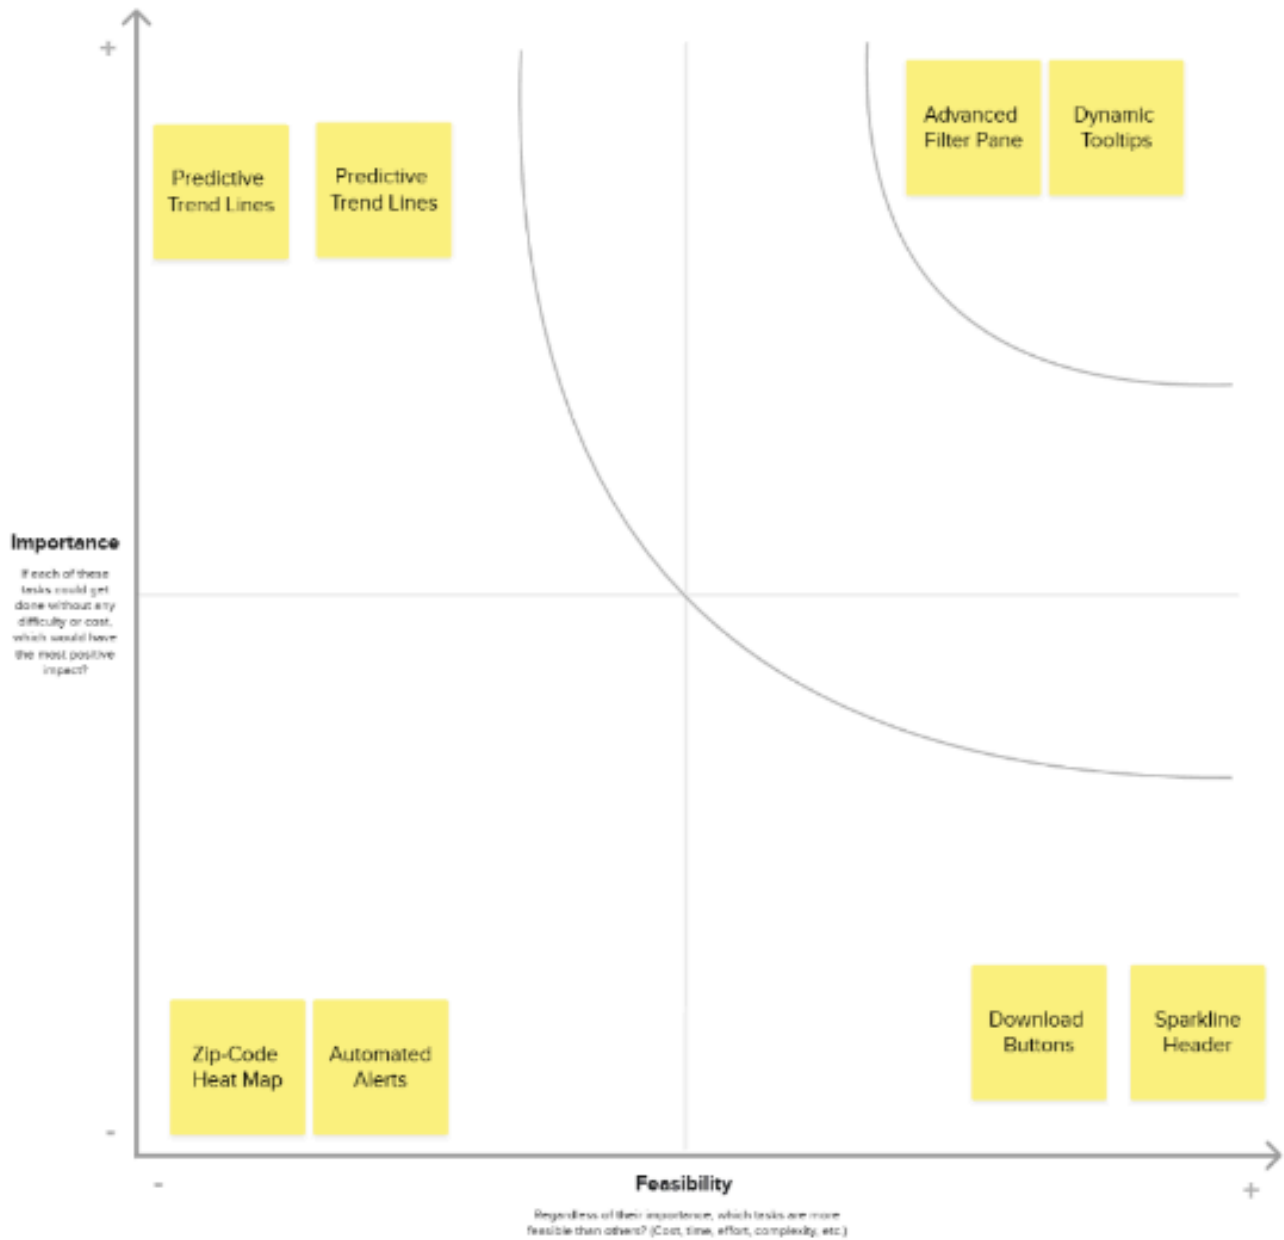 +
Advanced
Filter Pane
Dynamic
Tooltips
Predictive
Trend Lines
Predictive
Trend Lines
Importance
If each of these
tasks could get
done without any
difficulty or cost,
which would have
the most positive
impact?
Download
Buttons
Sparkline
Header
Zip-Code
Heat Map
Automated
Alerts
-
-
Feasibility
+
Regardless of their importance, which tasks are more
feasible than others? (Cost, time, effort, complexity, etc.)